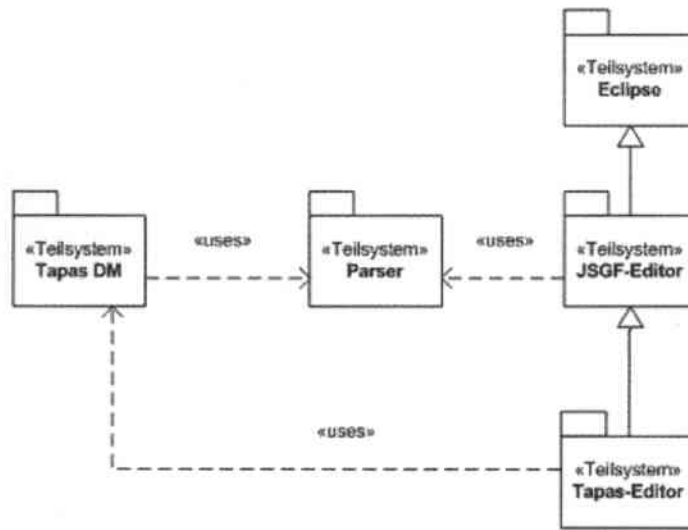 «Teilsystem»
Eclipse
«Teilsystem»
Tapas DM
«uses»
«Teilsystem»
Parser
«uses»
«Teilsystem»
JSGF-Editor
«uses»
«Teilsystem»
Tapas-Editor